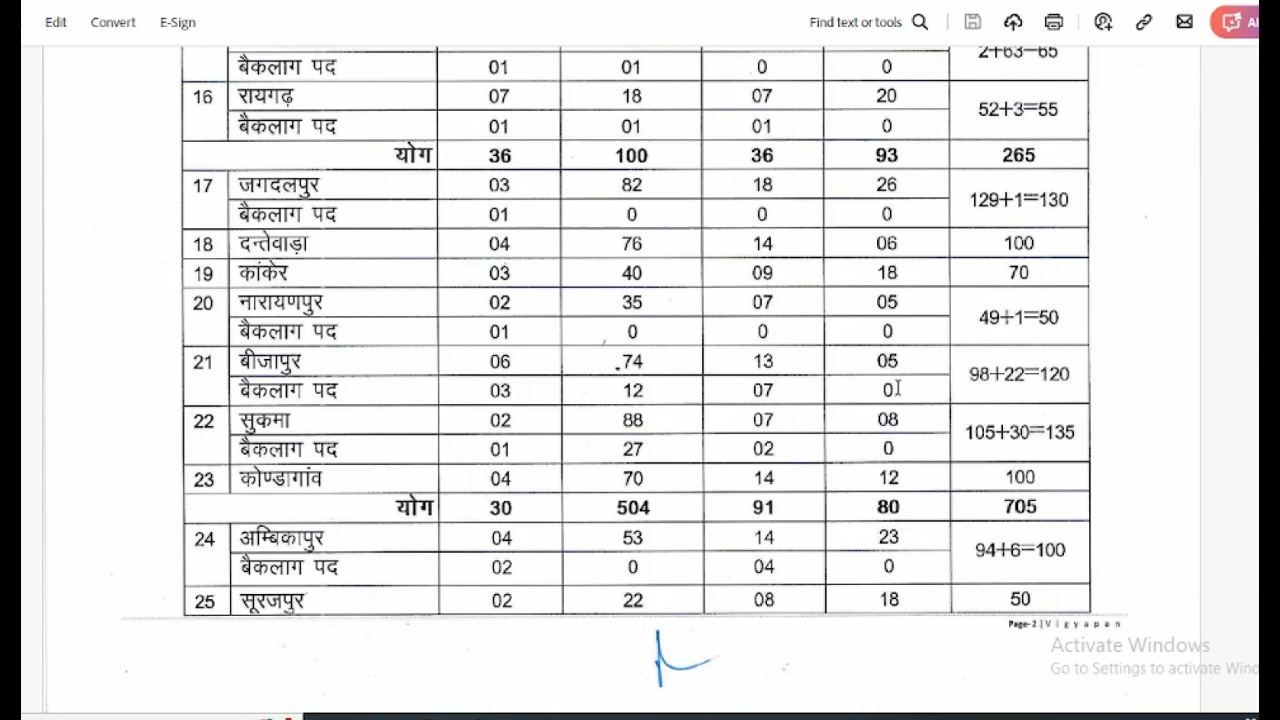 Edit Convert E-Sign Find text or tools AI
2+63=65
बैकलाग पद 01 01 0 0
16 रायगढ़ 07 18 07 20 52+3=55
बैकलाग पद 01 01 01 0
योग 36 100 36 93 265
17 जगदलपुर 03 82 18 26 129+1=130
बैकलाग पद 01 0 0 0
18 दन्तेवाड़ा 04 76 14 06 100
19 कांकेर 03 40 09 18 70
20 नारायणपुर 02 35 07 05 49+1=50
बैकलाग पद 01 0 0 0
21 बीजापुर 06 74 13 05 98+22=120
बैकलाग पद 03 12 07 0
22 सुकमा 02 88 07 08 105+30=135
बैकलाग पद 01 27 02 0
23 कोण्डागांव 04 70 14 12 100
योग 30 504 91 80 705
24 अम्बिकापुर 04 53 14 23 94+6=100
बैकलाग पद 02 0 04 0
25 सूरजपुर 02 22 08 18 50
Page-2 | Vigyapan
Activate Windows
Go to Settings to activate Wind